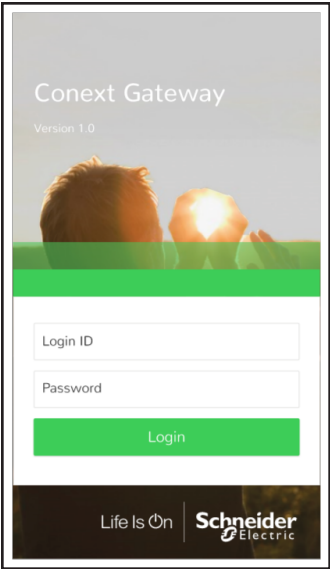 Conext Gateway
Version 1.0
Login ID
Password
Login
Life Is On
Schneider
Electric